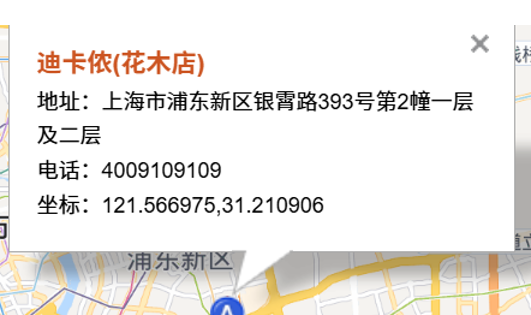 迪卡侬(花木店)
地址：上海市浦东新区银霄路393号第2幢一层
及二层
电话：4009109109
坐标：121.566975,31.210906
浦东新区
A